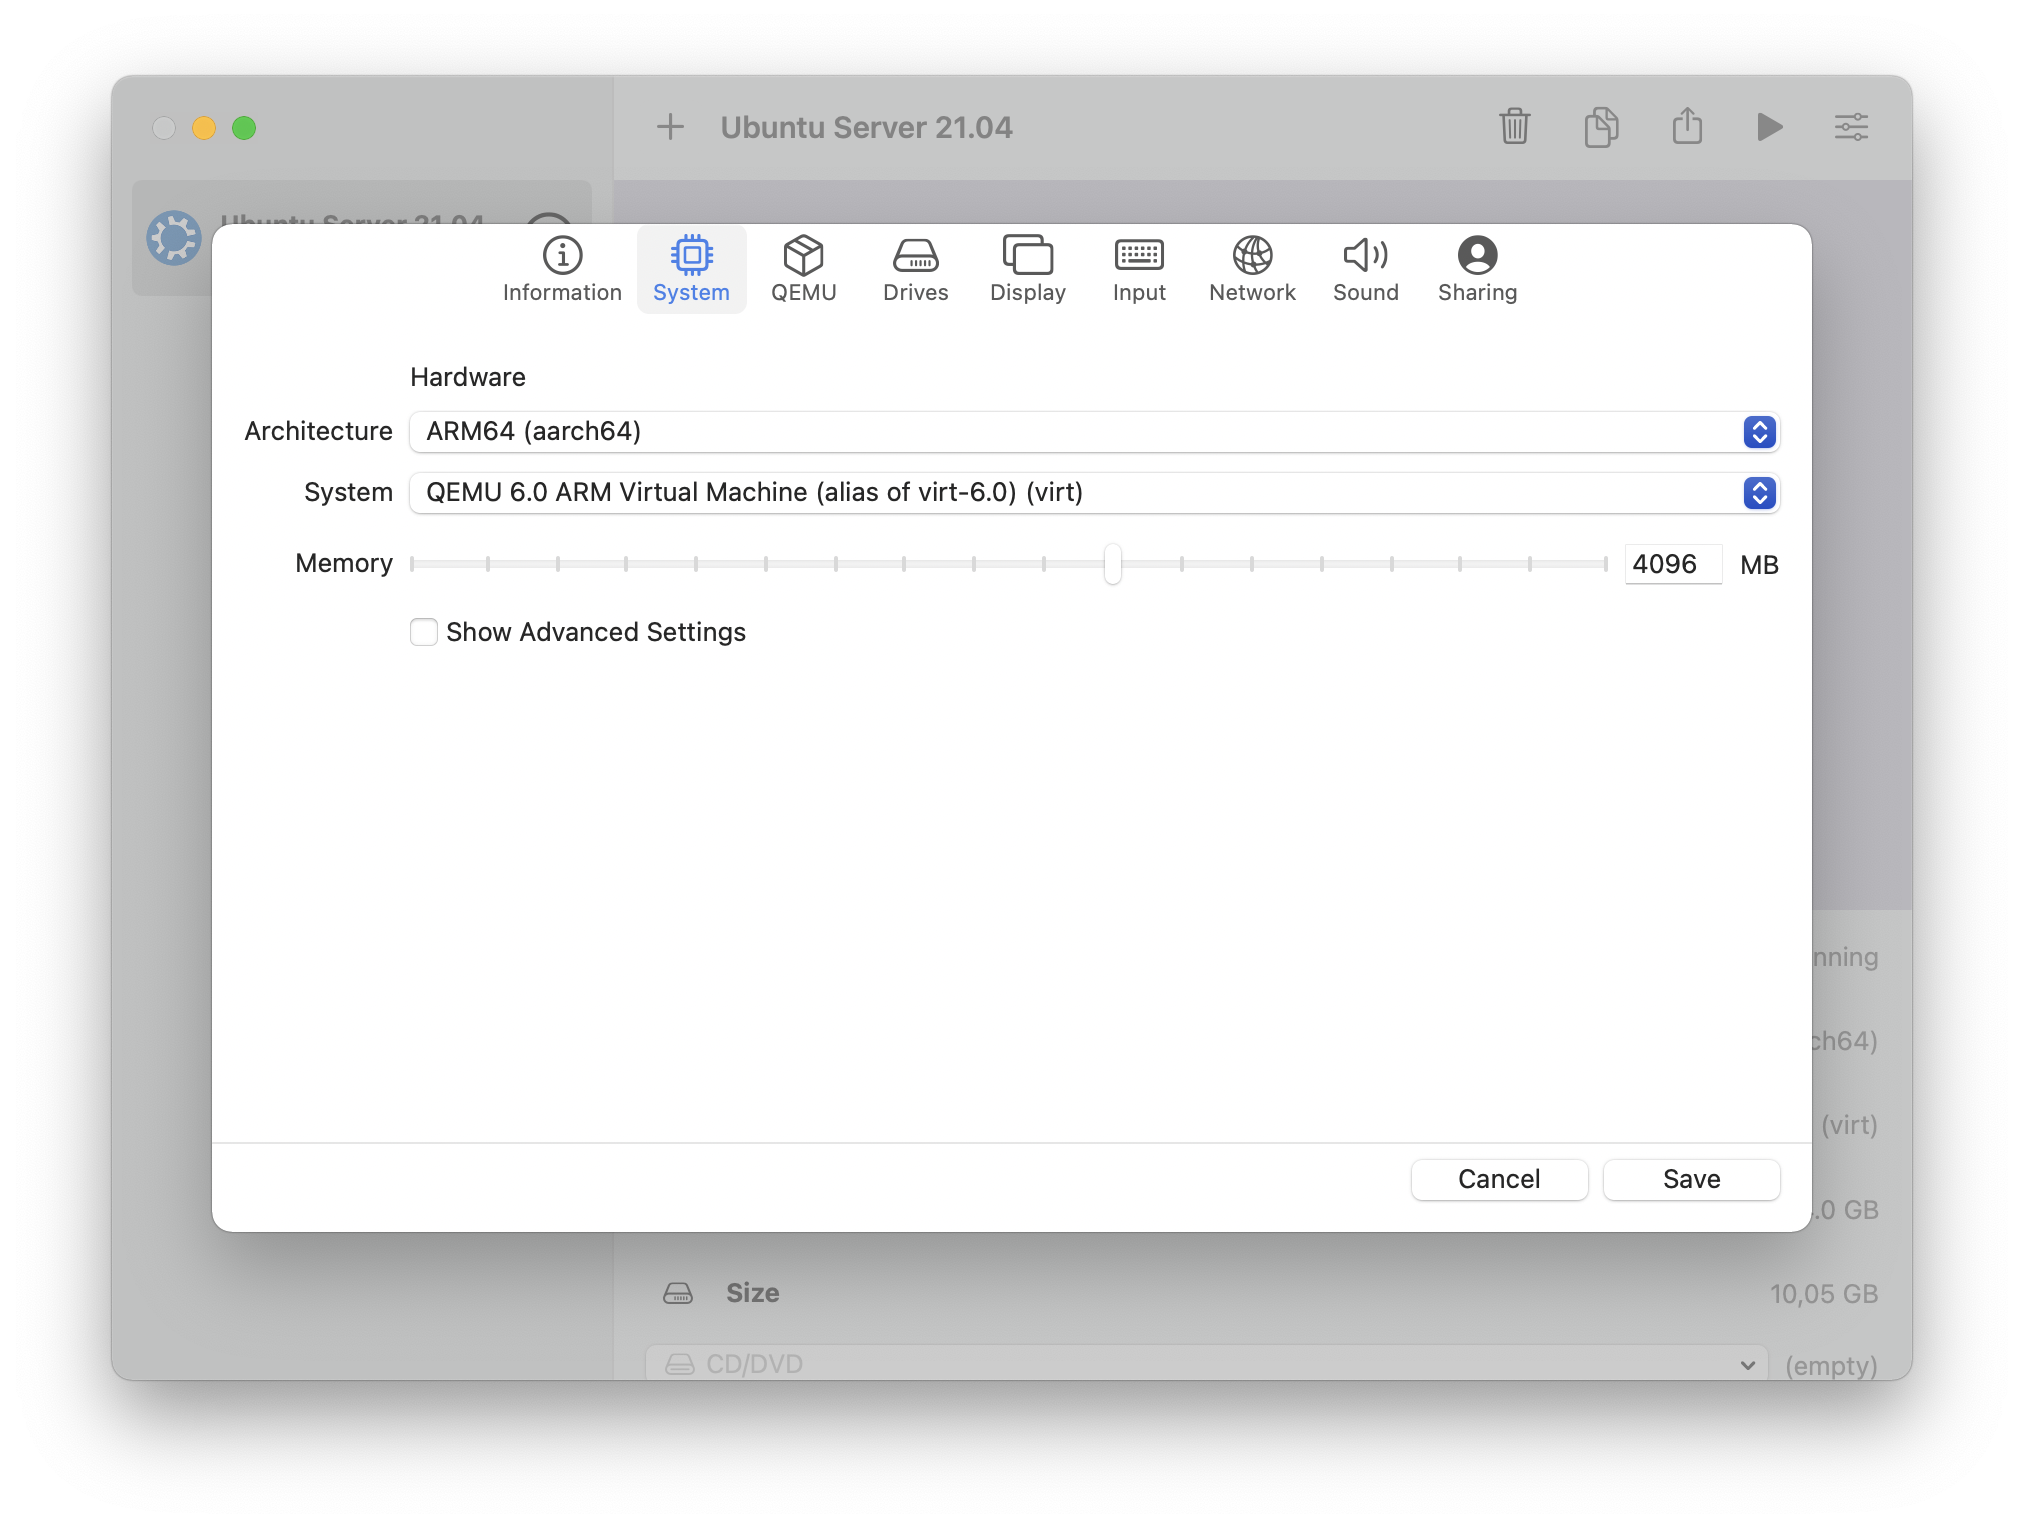 Ubuntu Server 21.04
Ubuntu Server 21.04
Information
System
QEMU
Drives
Display
Input
Network
Sound
Sharing
Hardware
Architecture ARM64 (aarch64)
System QEMU 6.0 ARM Virtual Machine (alias of virt-6.0) (virt)
Memory 4096 MB
Show Advanced Settings
nning
ch64)
(virt)
Cancel Save
.0 GB
Size 10,05 GB
CD/DVD (empty)